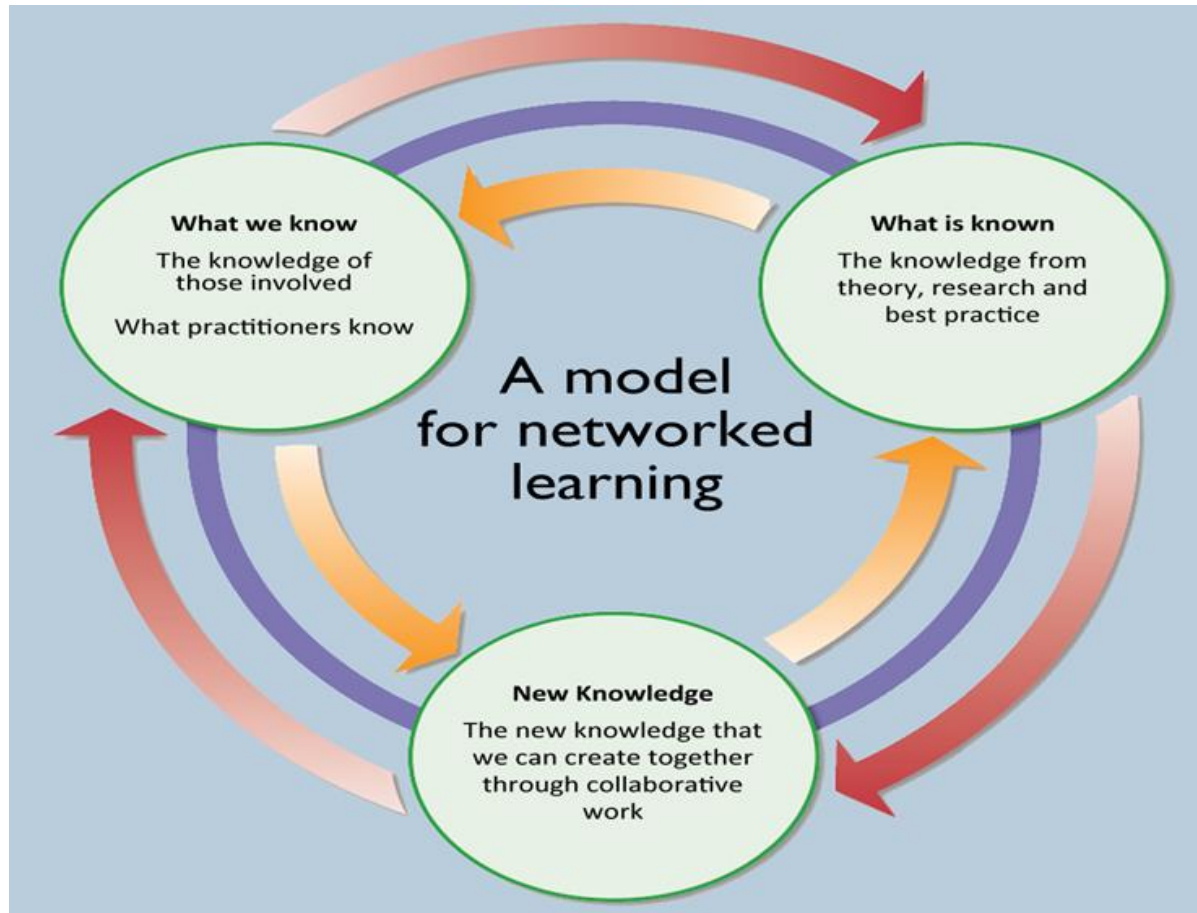 What we know
The knowledge of
those involved
What practitioners know
What is known
The knowledge from
theory, research and
best practice
A model
for networked
learning
New Knowledge
The new knowledge that
we can create together
through collaborative
work